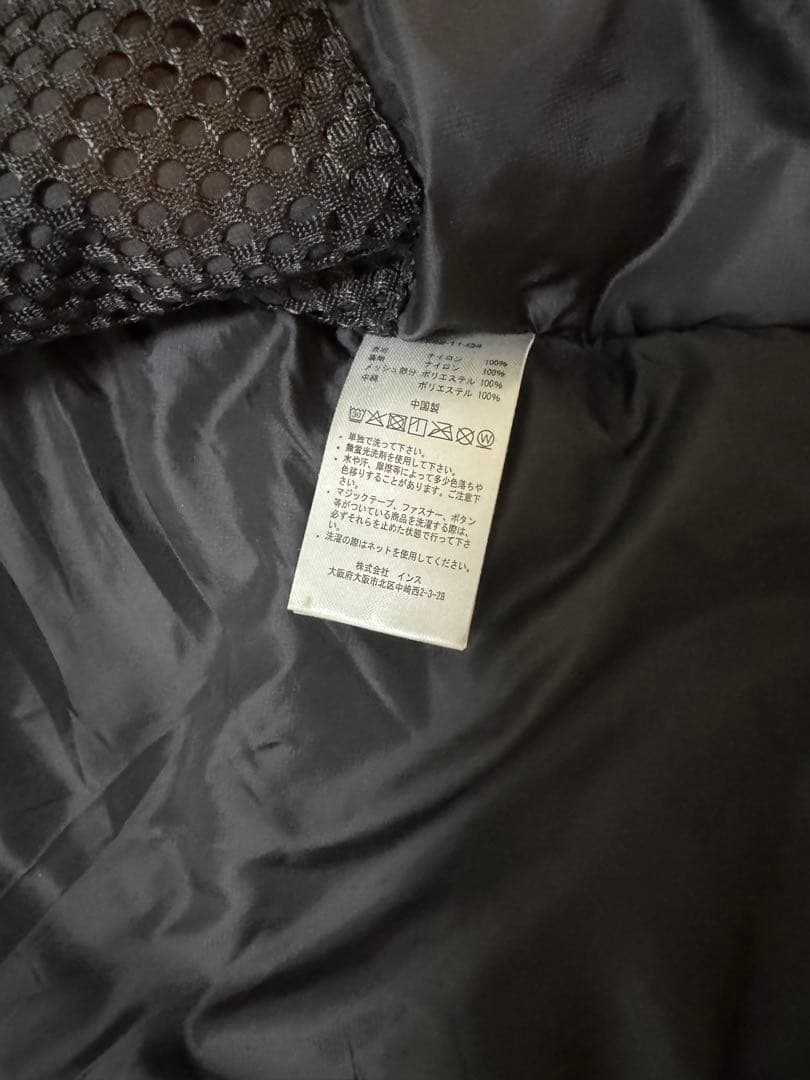 表地 ナイロン 100%
裏地 ナイロン 100%
メッシュ部分 ポリエステル 100%
中綿 ポリエステル 100%
中国製
30 W
・単独で洗って下さい。
・無蛍光洗剤を使用して下さい。
・水や汗、摩擦等によって多少色落ちや
色移りすることがあります。ご注意下
さい。
・マジックテープ、ファスナー、ボタン
等がついている商品を洗濯する際は、
必ずそれらを止めた状態で行って下さ
い。
・洗濯の際はネットを使用してください。
株式会社 インス
大阪府大阪市北区中崎西2-3-28